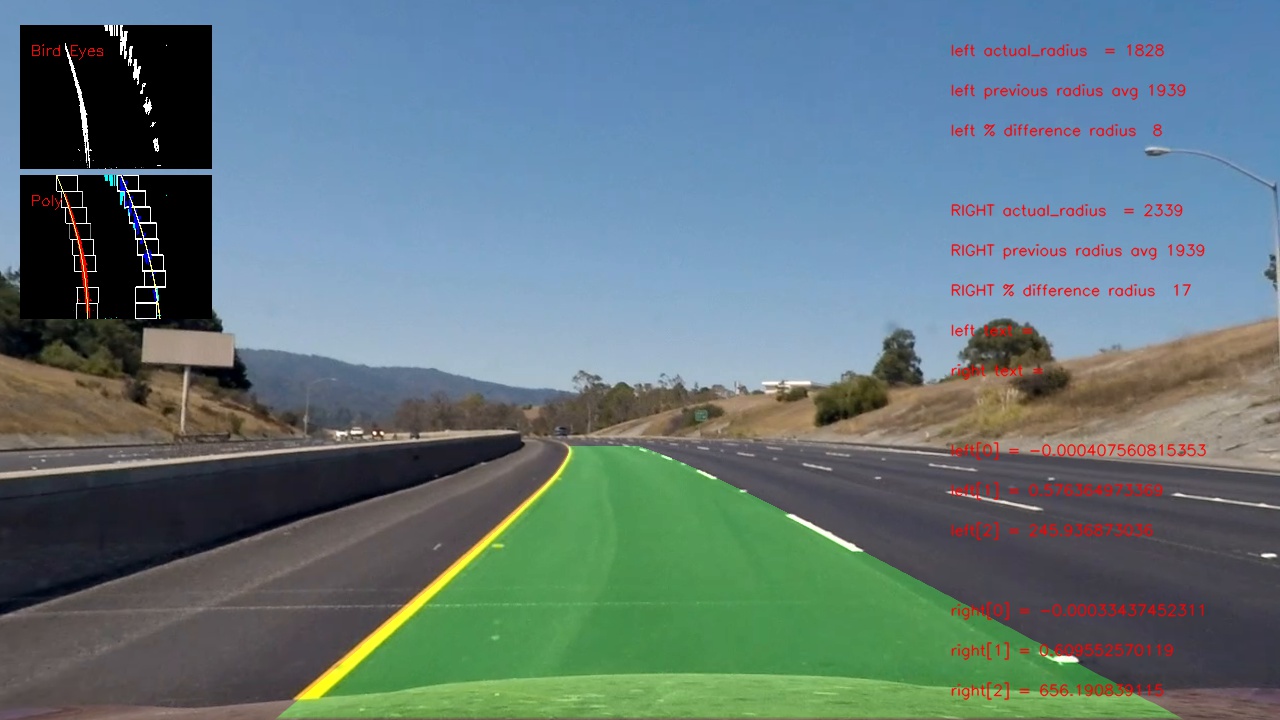 Bird Eyes
Poly
left actual_radius = 1828
left previous radius avg 1939
left % difference radius 8
RIGHT actual_radius = 2339
RIGHT previous radius avg 1939
RIGHT % difference radius 17
left text =
right text =
left[0] = -0.000407560815353
left[1] = 0.576364973369
left[2] = 245.936873036
right[0] = -0.00033437452311
right[1] = 0.609552570119
right[2] = 656.190839115